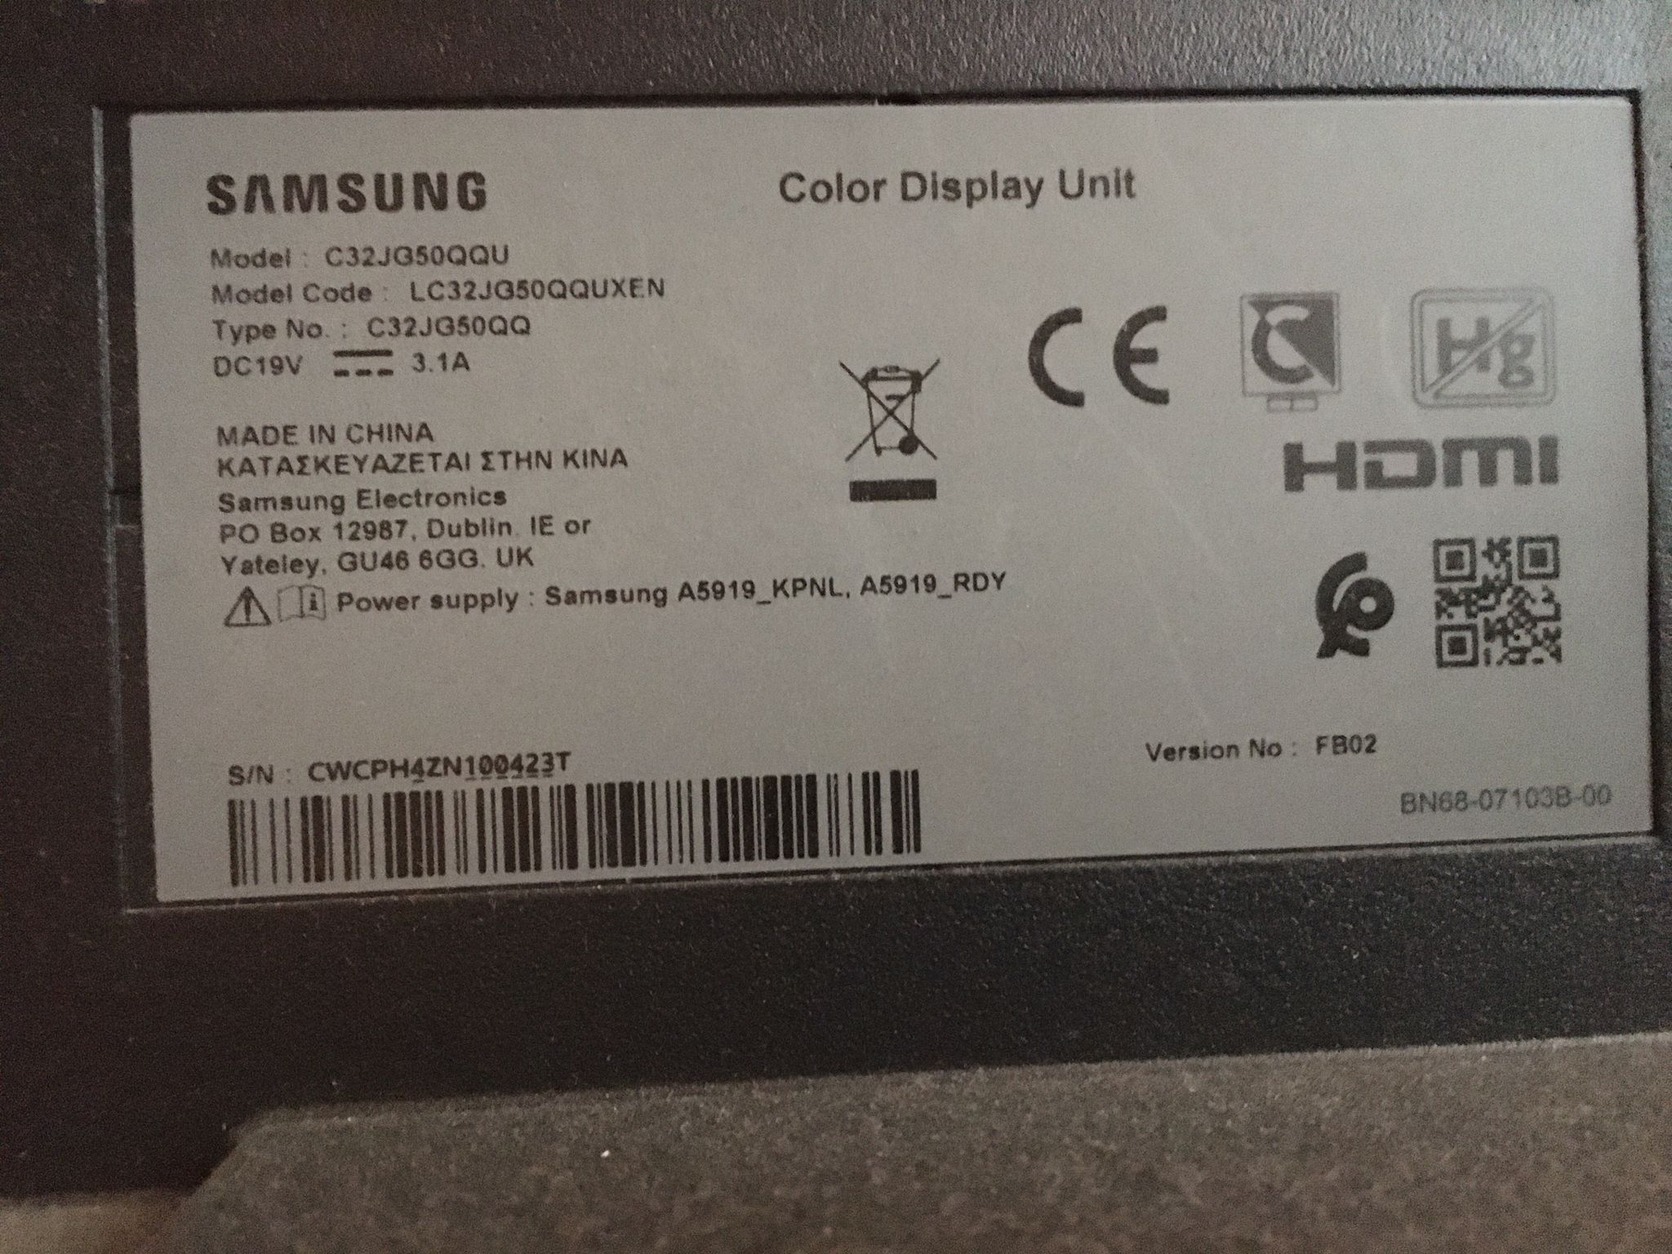 SAMSUNG
Color Display Unit
Model : C32JG50QQU
Model Code : LC32JG50QQUXEN
Type No. : C32JG50QQ
DC19V 3.1A
MADE IN CHINA
ΚΑΤΑΣΚΕΥΑΖΕΤΑΙ ΣΤΗΝ ΚΙΝΑ
Samsung Electronics
PO Box 12987, Dublin. IE or
Yateley, GU46 6GG. UK
Power supply : Samsung A5919_KPNL, A5919_RDY
CE
Hg
HDMI
S/N : CWCPH4ZN100423T
Version No : FB02
BN68-07103B-00